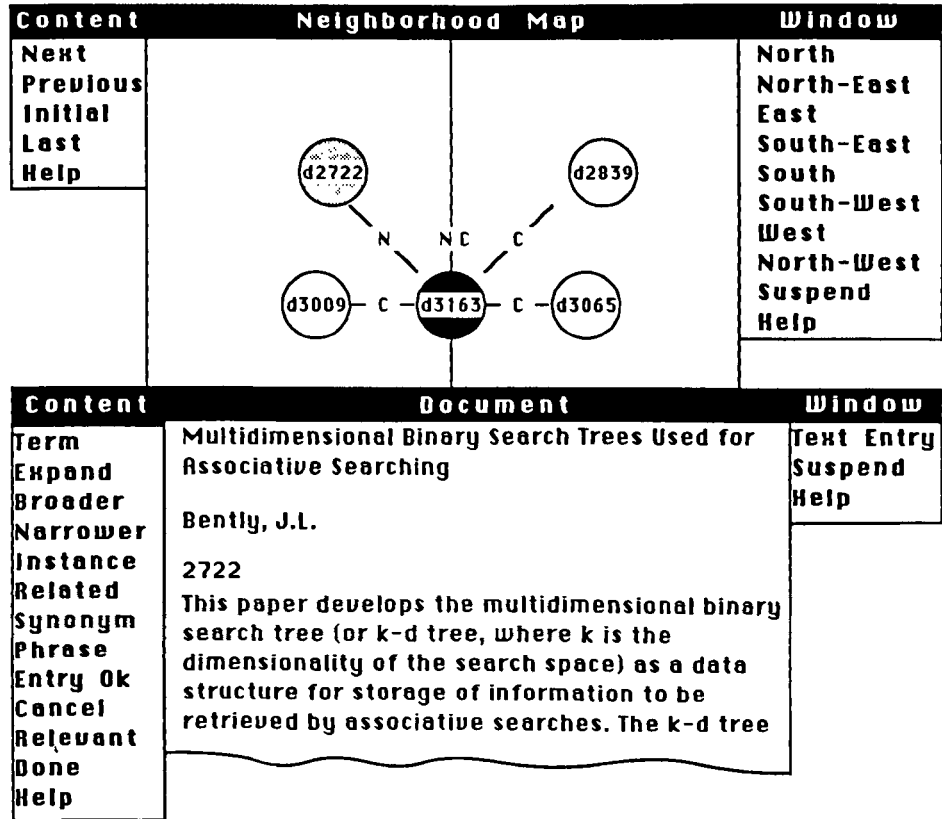 Content Neighborhood Map Window
Next
Previous
Initial
Last
Help
North
North-East
East
South-East
South
South-West
West
North-West
Suspend
Help
d2722 d2839
N N C C
d3009 C d3163 C d3065
Content Document Window
Term
Expand
Broader
Narrower
Instance
Related
Synonym
Phrase
Entry Ok
Cancel
Relevant
Done
Help
Multidimensional Binary Search Trees Used for
Associative Searching
Bently, J.L.
2722
This paper develops the multidimensional binary
search tree (or k-d tree, where k is the
dimensionality of the search space) as a data
structure for storage of information to be
retrieved by associative searches. The k-d tree
Text Entry
Suspend
Help